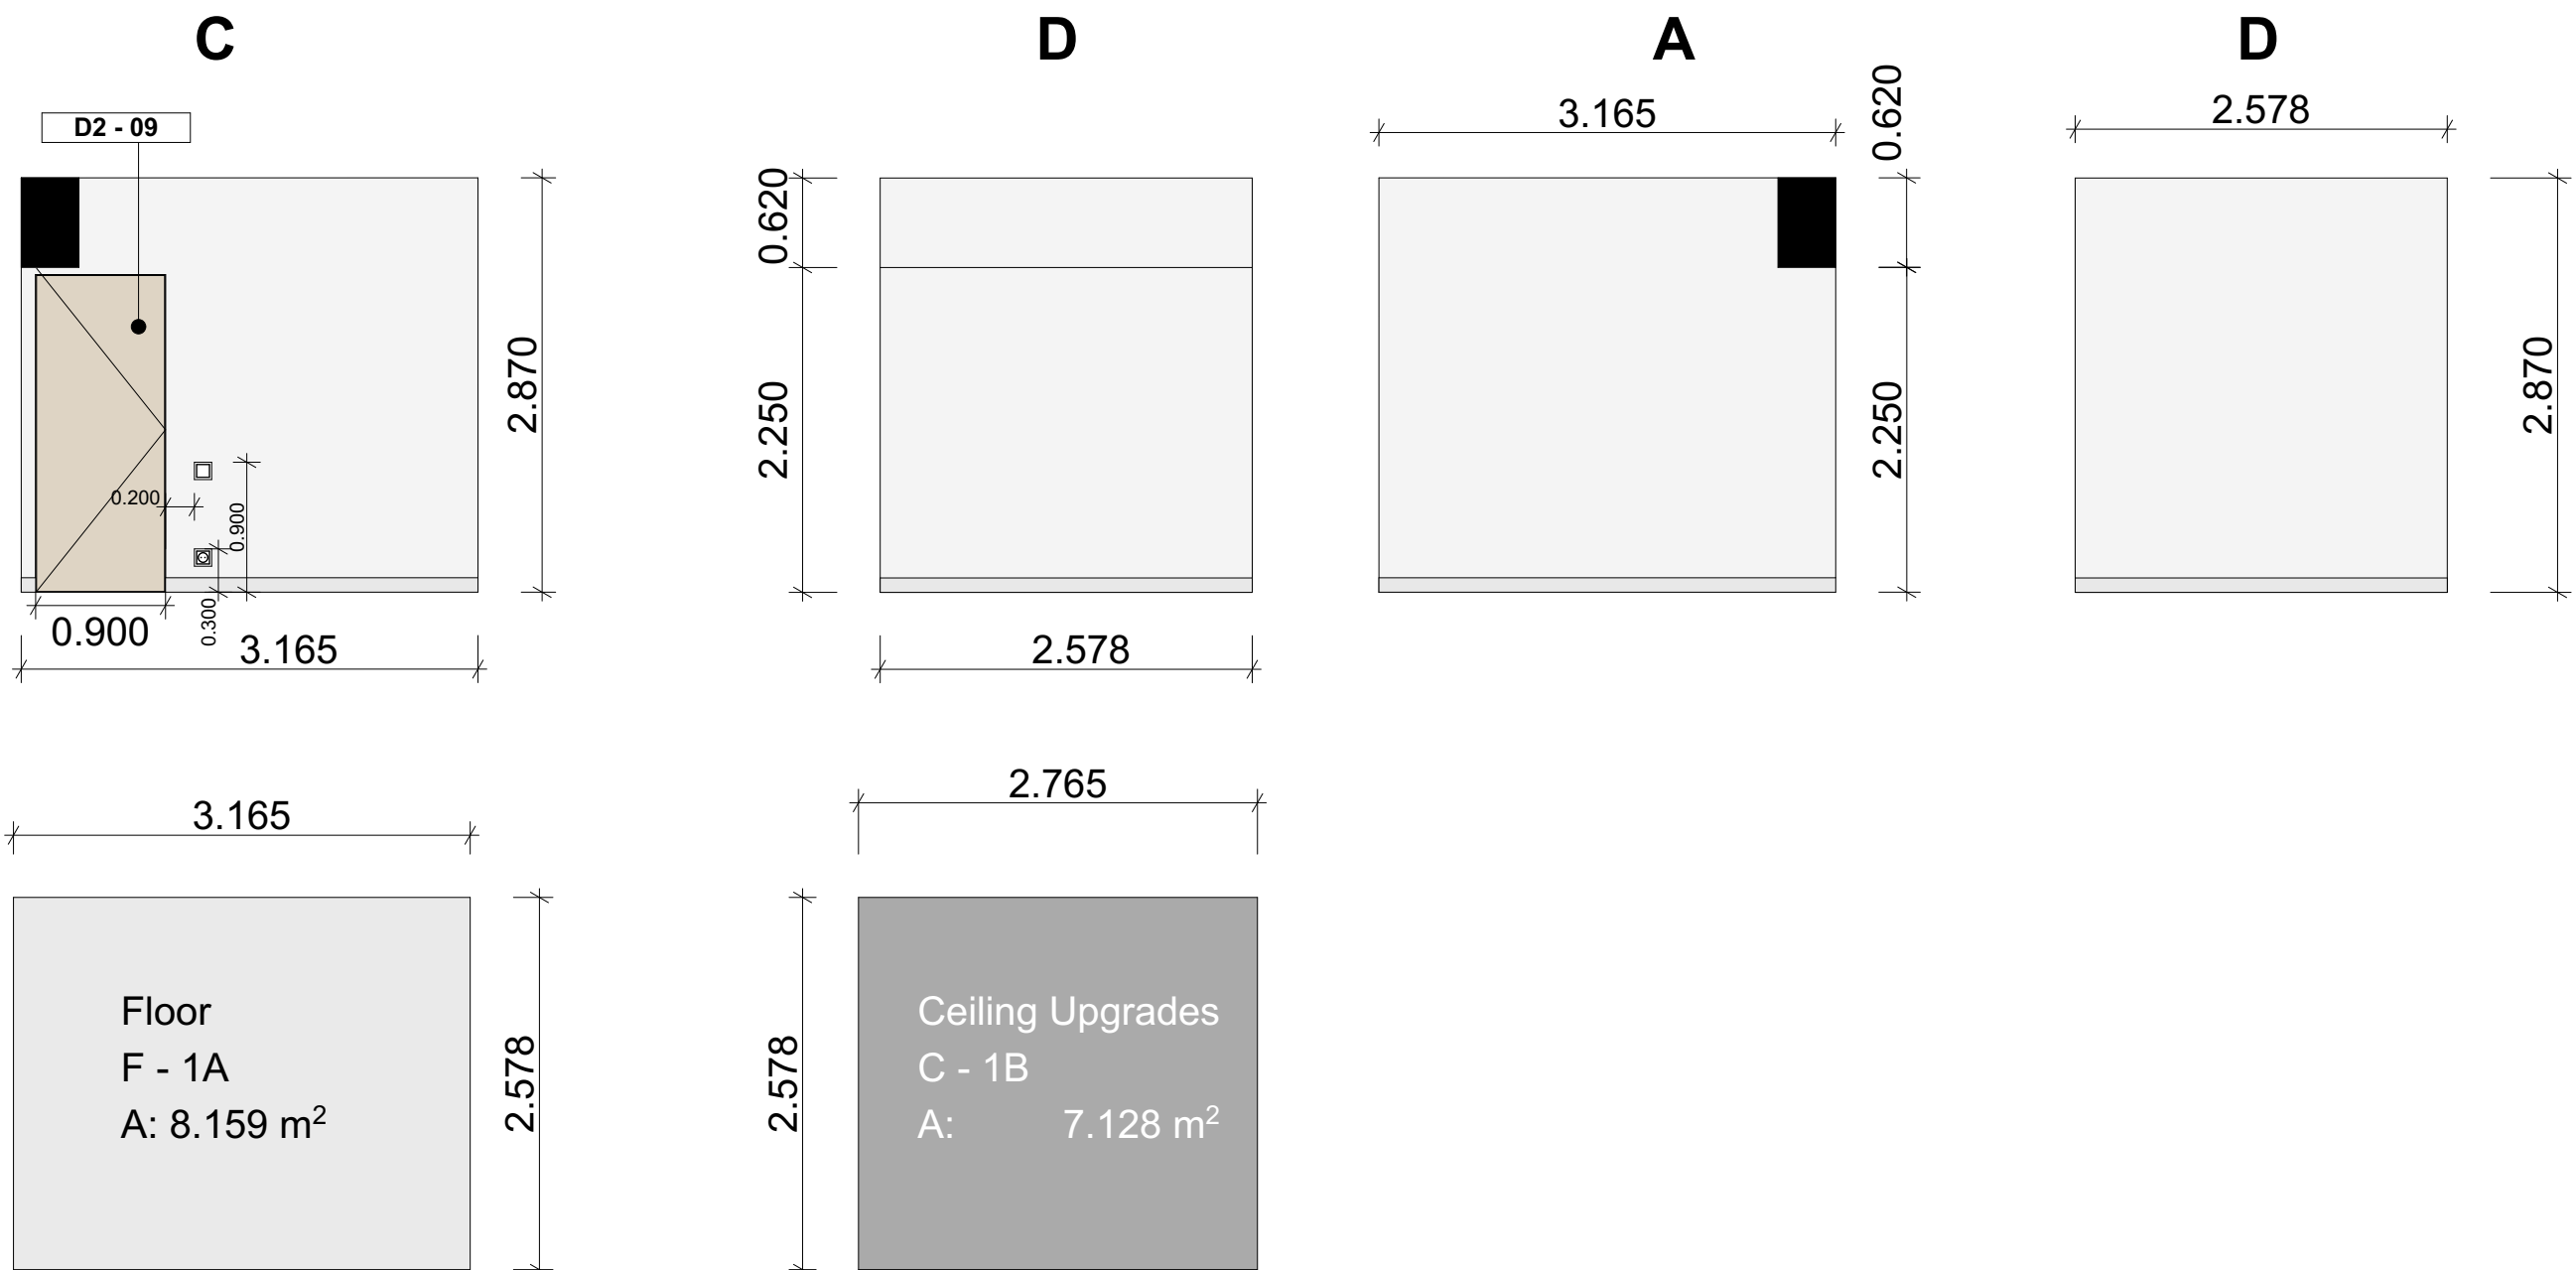 C
D
A
D
D2 - 09
3.165
0.620
2.578
0.620
2.870
2.250
2.250
2.870
0.200
0.900
0.300
0.900
3.165
2.578
3.165
2.765
Floor
F - 1A
A: 8.159 m²
2.578
2.578
Ceiling Upgrades
C - 1B
A: 7.128 m²